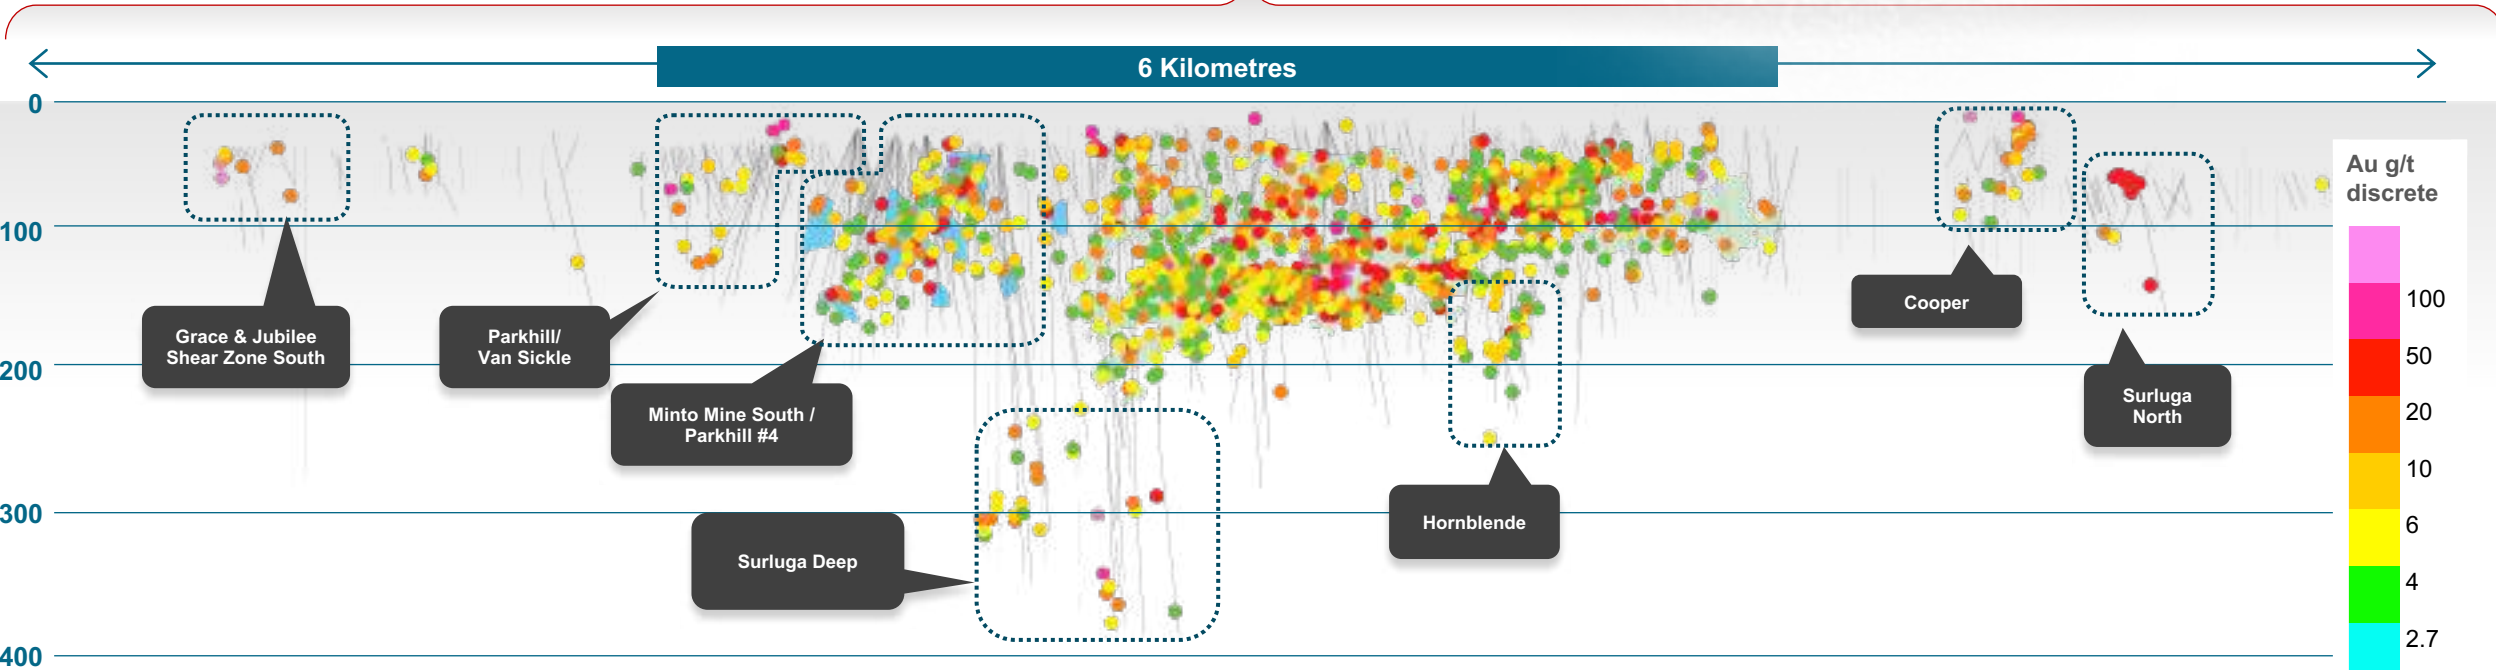 6 Kilometres
0
100
200
300
400
Grace & Jubilee
Shear Zone South
Parkhill/
Van Sickle
Minto Mine South /
Parkhill #4
Surluga Deep
Hornblende
Cooper
Surluga
North
Au g/t
discrete
100
50
20
10
6
4
2.7